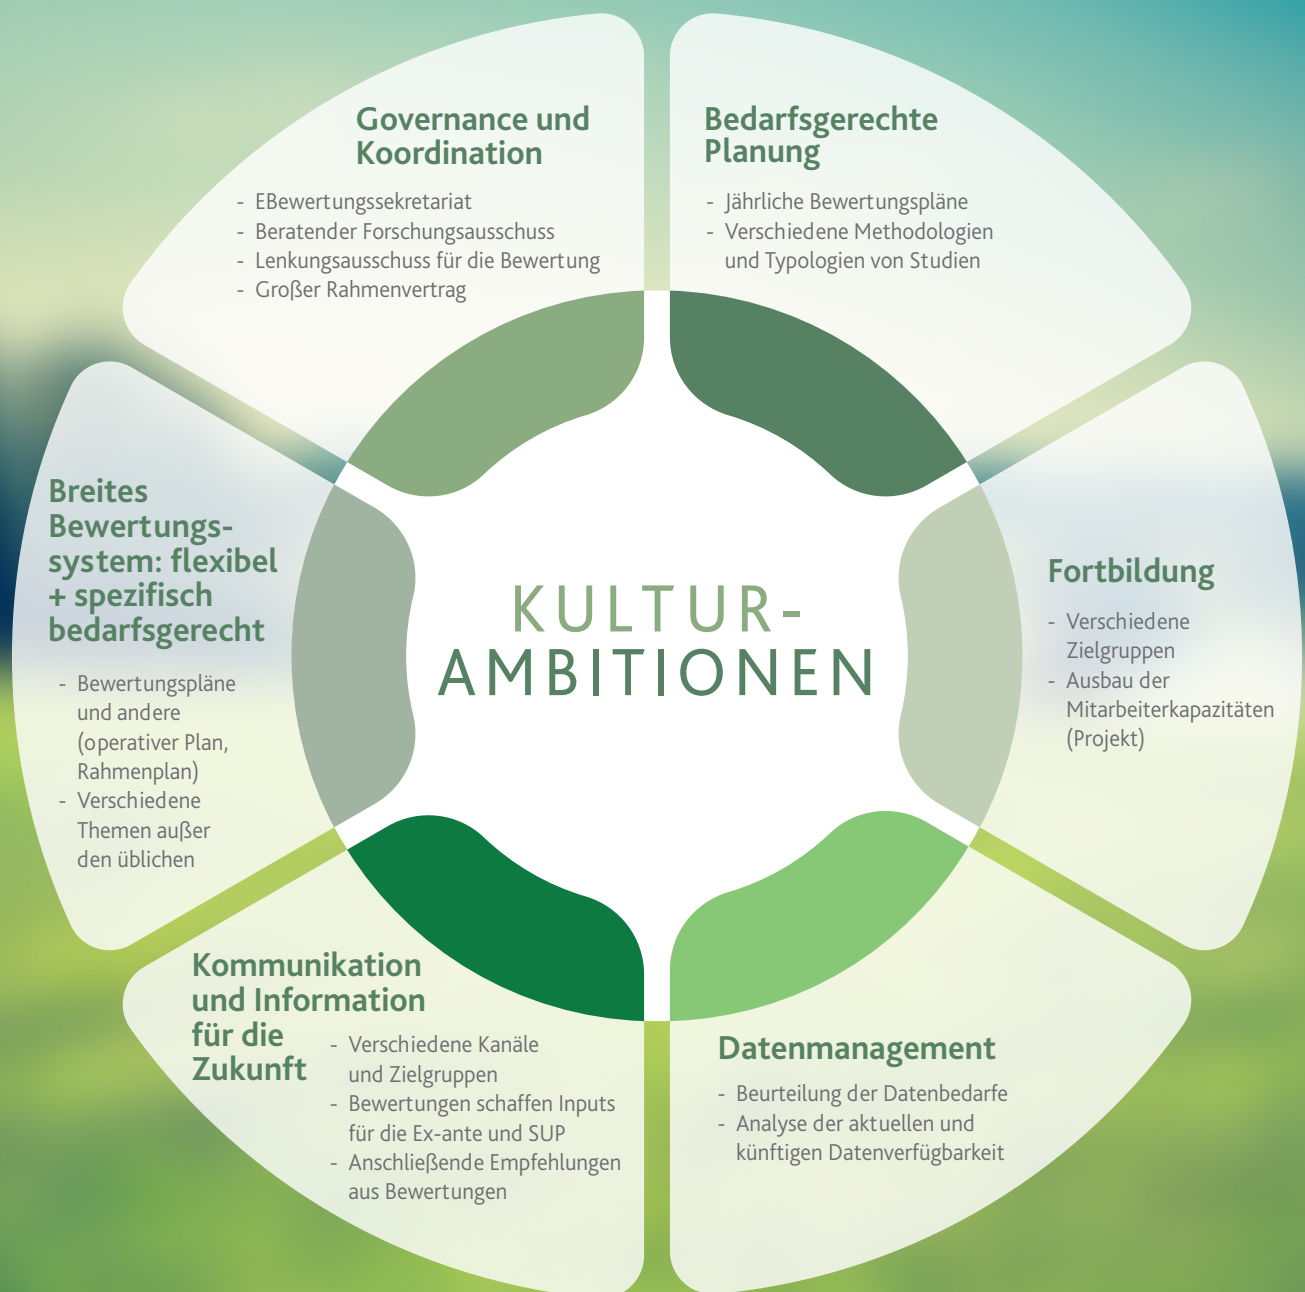 Governance und
Koordination
- EBewertungssekretariat
- Beratender Forschungsausschuss
- Lenkungsausschuss für die Bewertung
- Großer Rahmenvertrag
Bedarfsgerechte
Planung
- Jährliche Bewertungspläne
- Verschiedene Methodologien
und Typologien von Studien
Breites
Bewertungs-
system: flexibel
+ spezifisch
bedarfsgerecht
- Bewertungspläne
und andere
(operativer Plan,
Rahmenplan)
- Verschiedene
Themen außer
den üblichen
KULTUR-
AMBITIONEN
Fortbildung
- Verschiedene
Zielgruppen
- Ausbau der
Mitarbeiterkapazitäten
(Projekt)
Kommunikation
und Information
für die
Zukunft
- Verschiedene Kanäle
und Zielgruppen
- Bewertungen schaffen Inputs
für die Ex-ante und SUP
- Anschließende Empfehlungen
aus Bewertungen
Datenmanagement
- Beurteilung der Datenbedarfe
- Analyse der aktuellen und
künftigen Datenverfügbarkeit